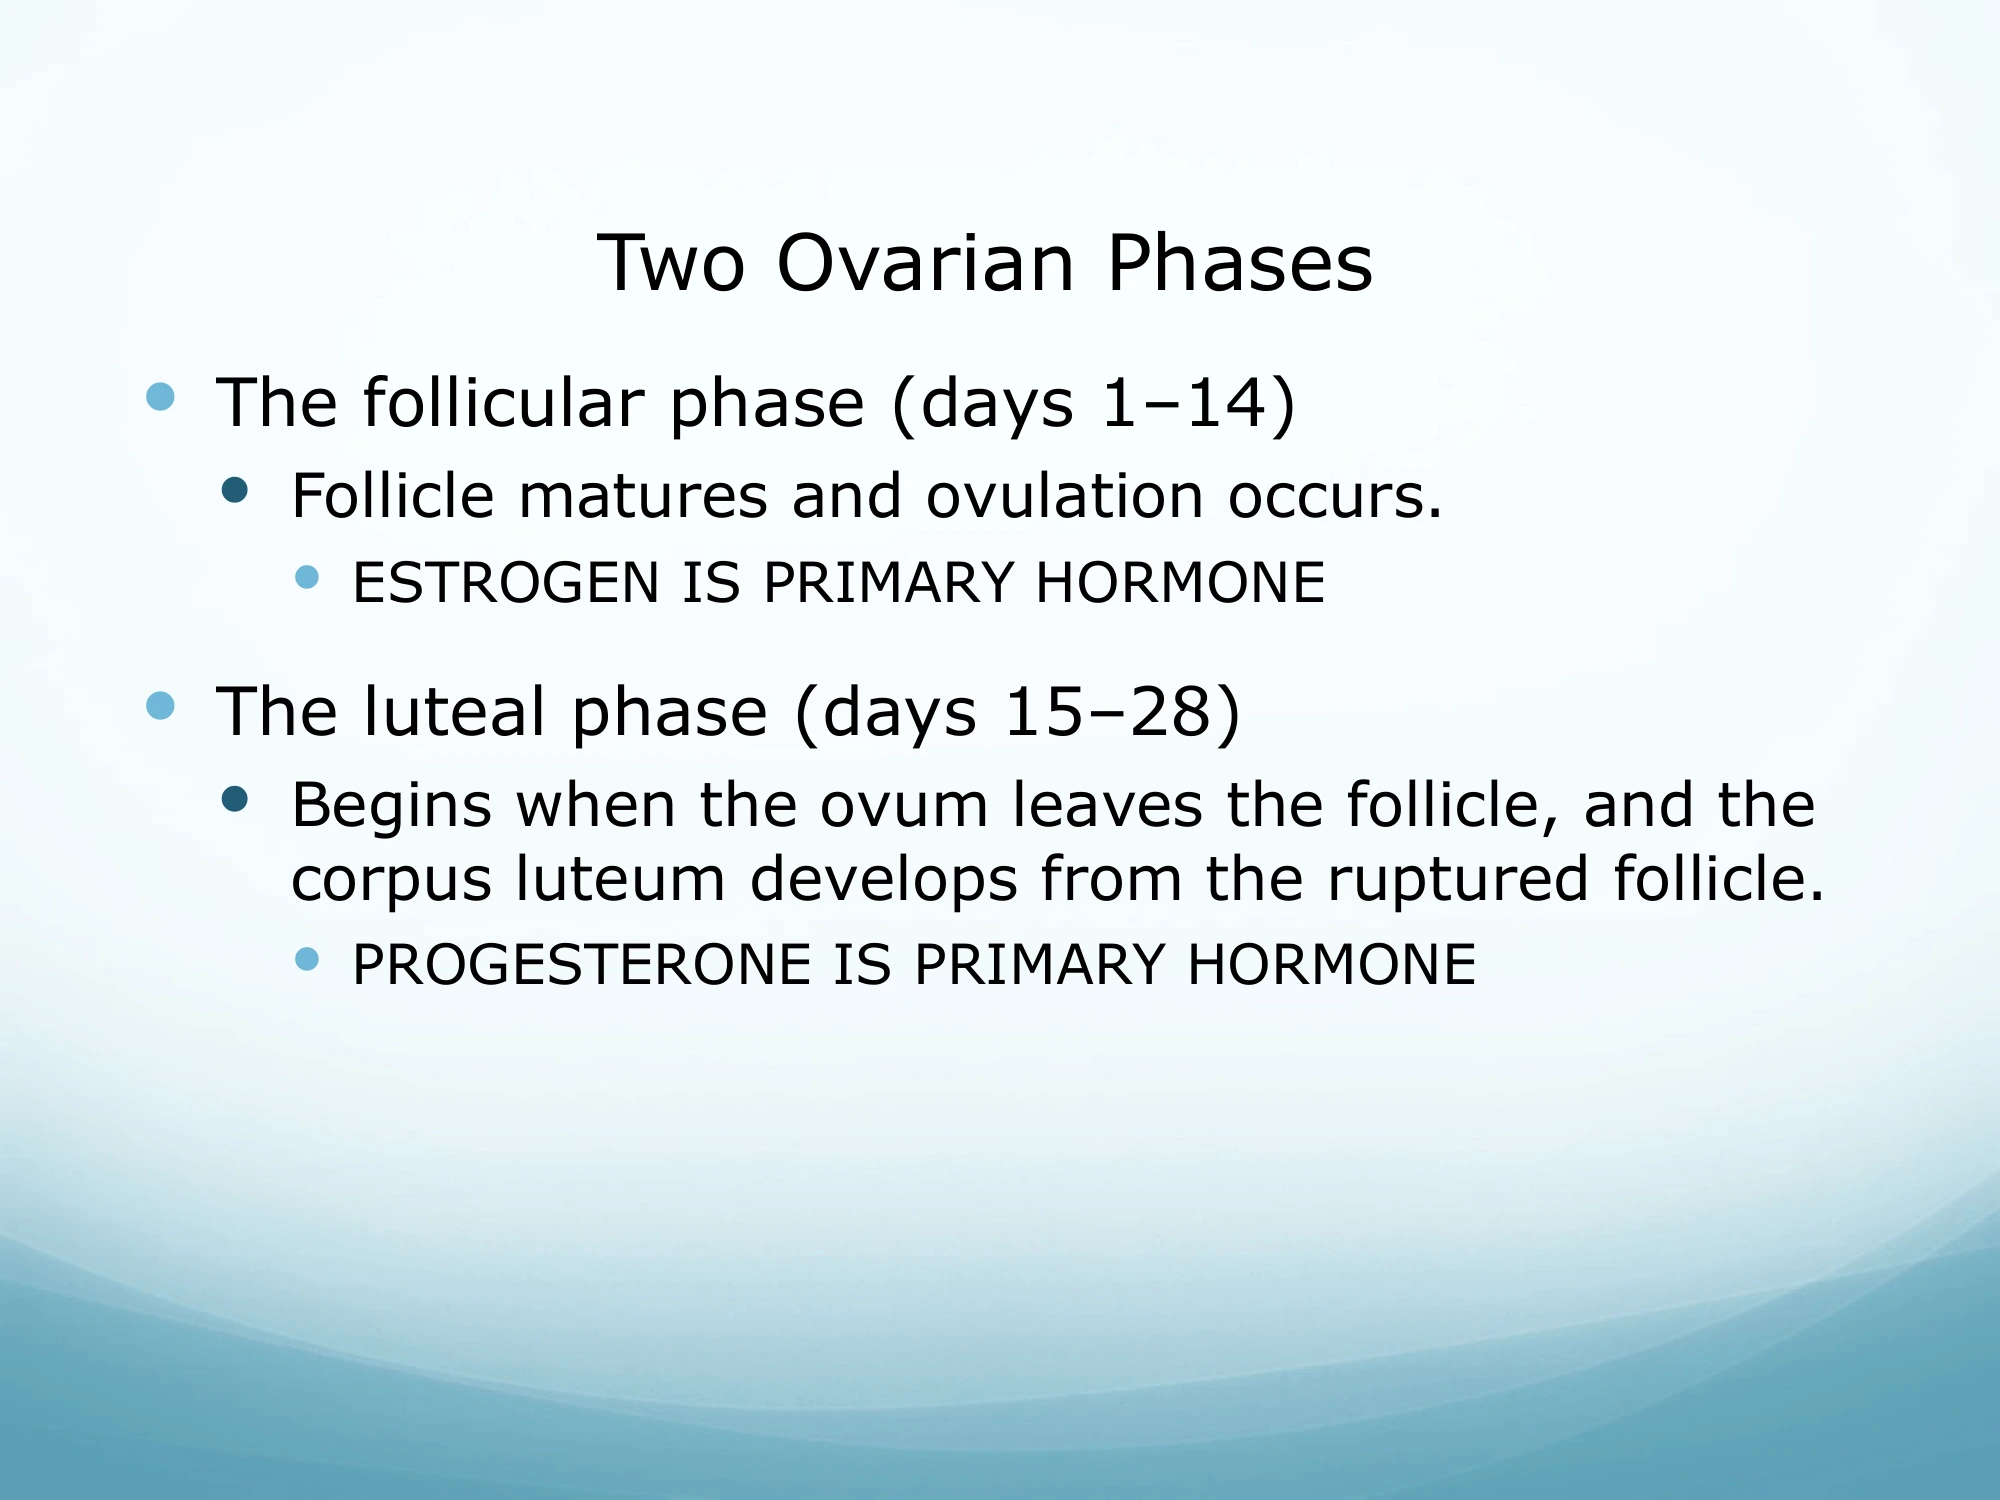 Two Ovarian Phases
• The follicular phase (days 1–14)
• Follicle matures and ovulation occurs.
• ESTROGEN IS PRIMARY HORMONE
• The luteal phase (days 15–28)
• Begins when the ovum leaves the follicle, and the
corpus luteum develops from the ruptured follicle.
• PROGESTERONE IS PRIMARY HORMONE